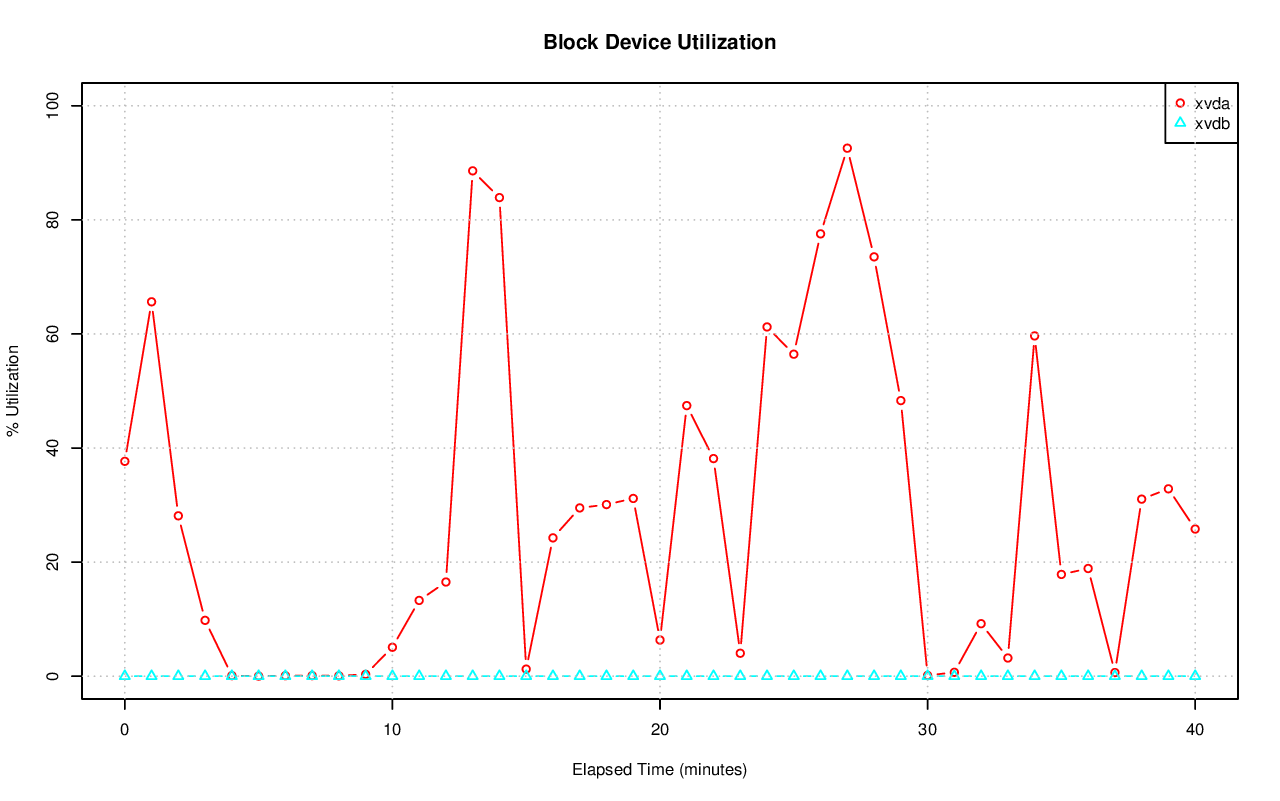 Block Device Utilization
xvda
xvdb
% Utilization
100
80
60
40
20
0
0 10 20 30 40
Elapsed Time (minutes)